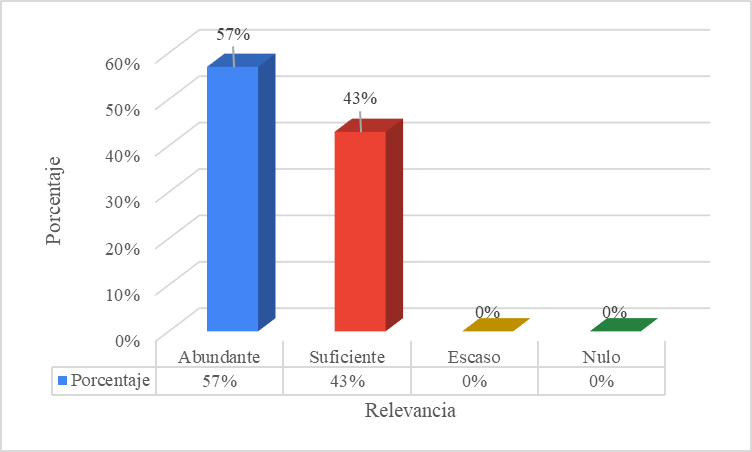 57%
43%
0%
0%
60%
50%
40%
30%
20%
10%
0%
Porcentaje
Abundante Suficiente Escaso Nulo
Porcentaje 57% 43% 0% 0%
Relevancia